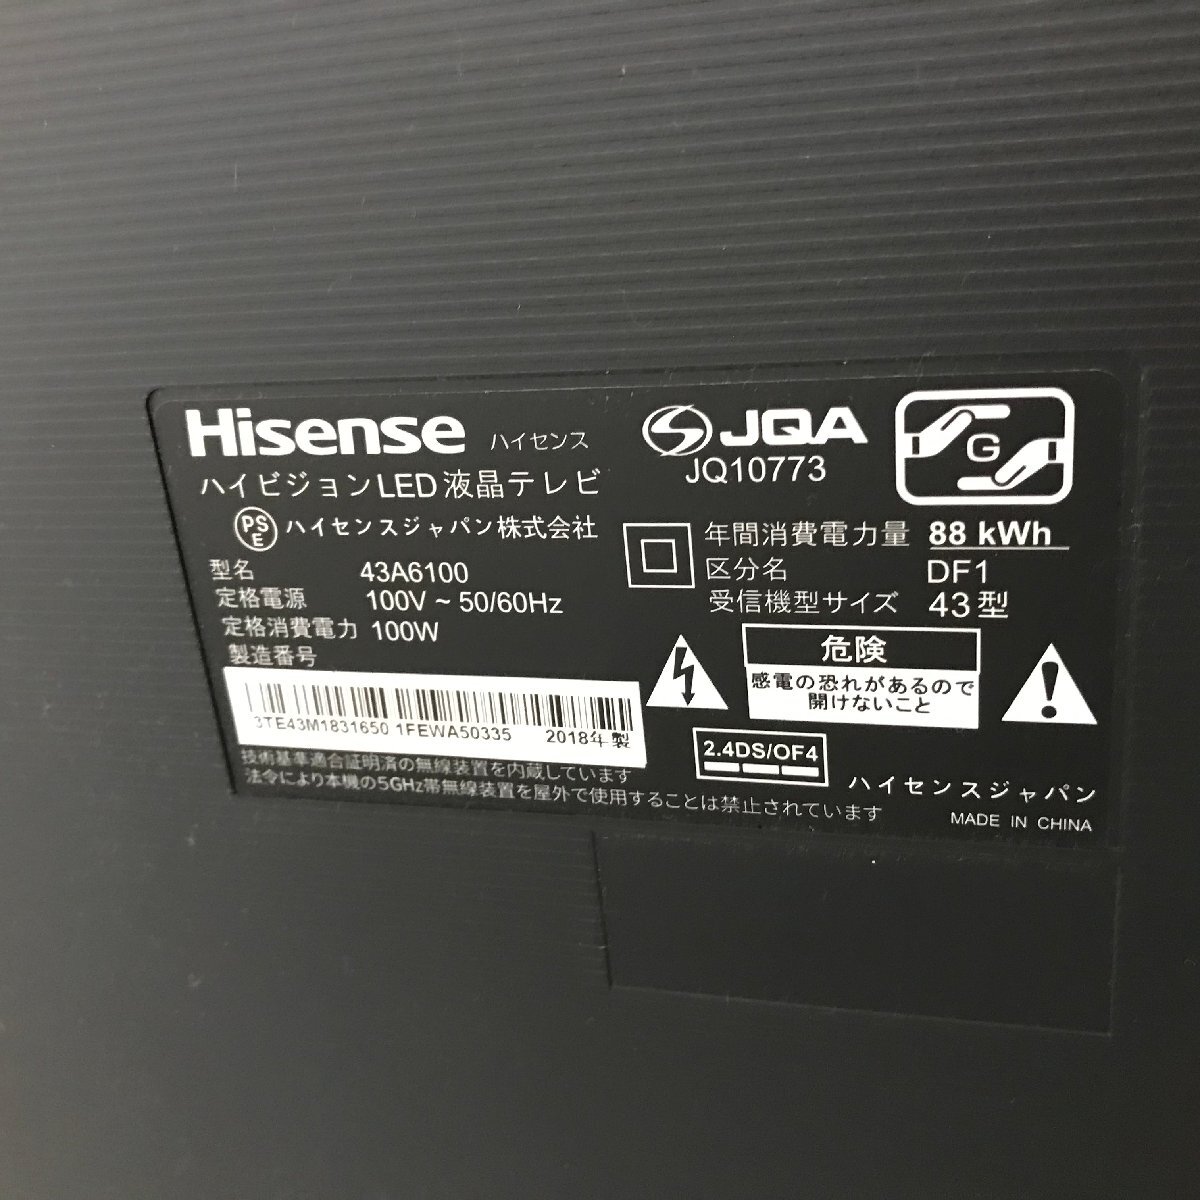 Hisense ハイセンス
ハイビジョンLED液晶テレビ
PSE ハイセンスジャパン株式会社
型名 43A6100
定格電源 100V ~ 50/60Hz
定格消費電力 100W
製造番号
3TE43M1831650 1FEWA50335 2018年製
技術基準適合証明済の無線装置を内蔵しています
法令により本機の5GHz帯無線装置を屋外で使用することは禁止されています
JQA
JQ10773
G
年間消費電力量 88 kWh
区分名 DF1
受信機型サイズ 43型
危険
感電の恐れがあるので
開けないこと
2.4DS/OF4
ハイセンスジャパン
MADE IN CHINA